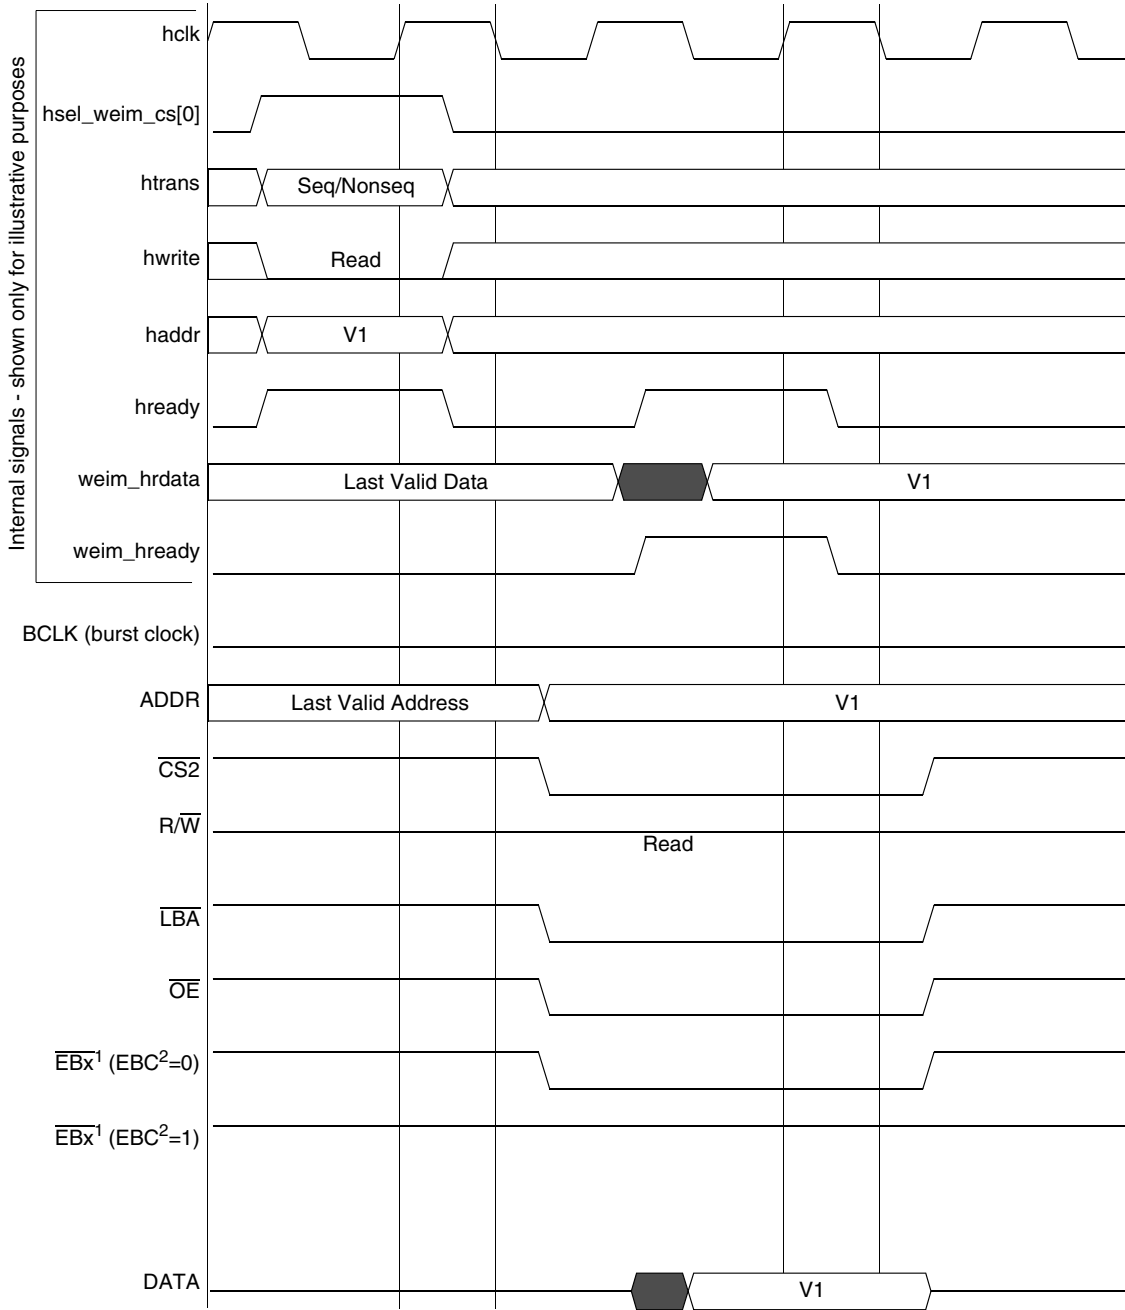 Internal signals - shown only for illustrative purposes
hclk
hsel_weim_cs[0]
htrans
Seq/Nonseq
hwrite
Read
haddr
V1
hready
weim_hrdata
Last Valid Data
V1
weim_hready
BCLK (burst clock)
ADDR
Last Valid Address
V1
CS2
R/W
Read
LBA
OE
EBx1 (EBC2=0)
EBx1 (EBC2=1)
DATA
V1